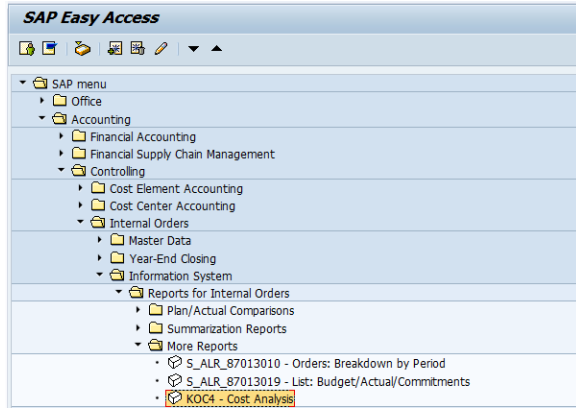 SAP Easy Access
SAP menu
Office
Accounting
Financial Accounting
Financial Supply Chain Management
Controlling
Cost Element Accounting
Cost Center Accounting
Internal Orders
Master Data
Year-End Closing
Information System
Reports for Internal Orders
Plan/Actual Comparisons
Summarization Reports
More Reports
S_ALR_87013010 - Orders: Breakdown by Period
S_ALR_87013019 - List: Budget/Actual/Commitments
KOC4 - Cost Analysis